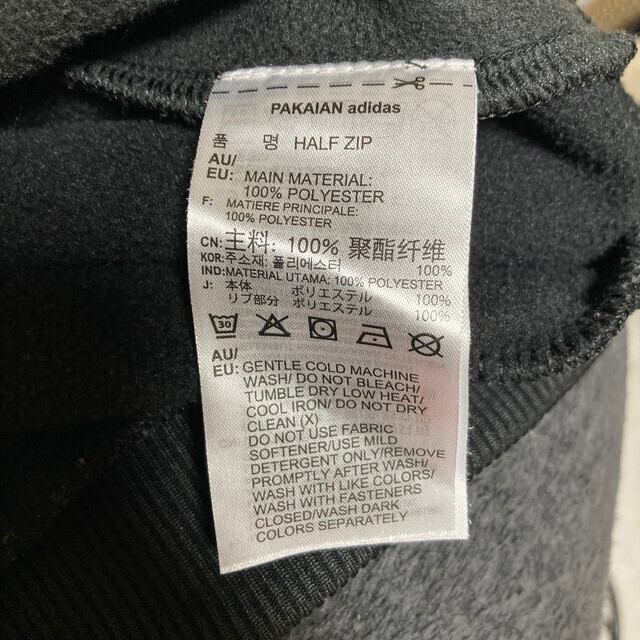 PAKAIAN adidas
품 명 HALF ZIP
AU/
EU: MAIN MATERIAL:
100% POLYESTER
F: MATIERE PRINCIPALE:
100% POLYESTER
CN: 主料: 100% 聚酯纤维
KOR: 주소재: 폴리에스터 100%
IND: MATERIAL UTAMA: 100% POLYESTER
J: 本体 ポリエステル 100%
リブ部分 ポリエステル 100%
30
AU/
EU: GENTLE COLD MACHINE
WASH/ DO NOT BLEACH/
TUMBLE DRY LOW HEAT/
COOL IRON/ DO NOT DRY
CLEAN (X)
DO NOT USE FABRIC
SOFTENER/USE MILD
DETERGENT ONLY/REMOVE
PROMPTLY AFTER WASH/
WASH WITH LIKE COLORS/
WASH WITH FASTENERS
CLOSED/WASH DARK
COLORS SEPARATELY